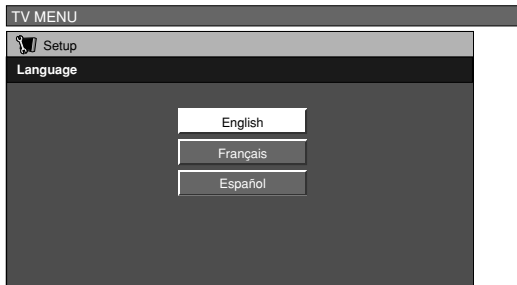 TV MENU
Setup
Language
English
Français
Español